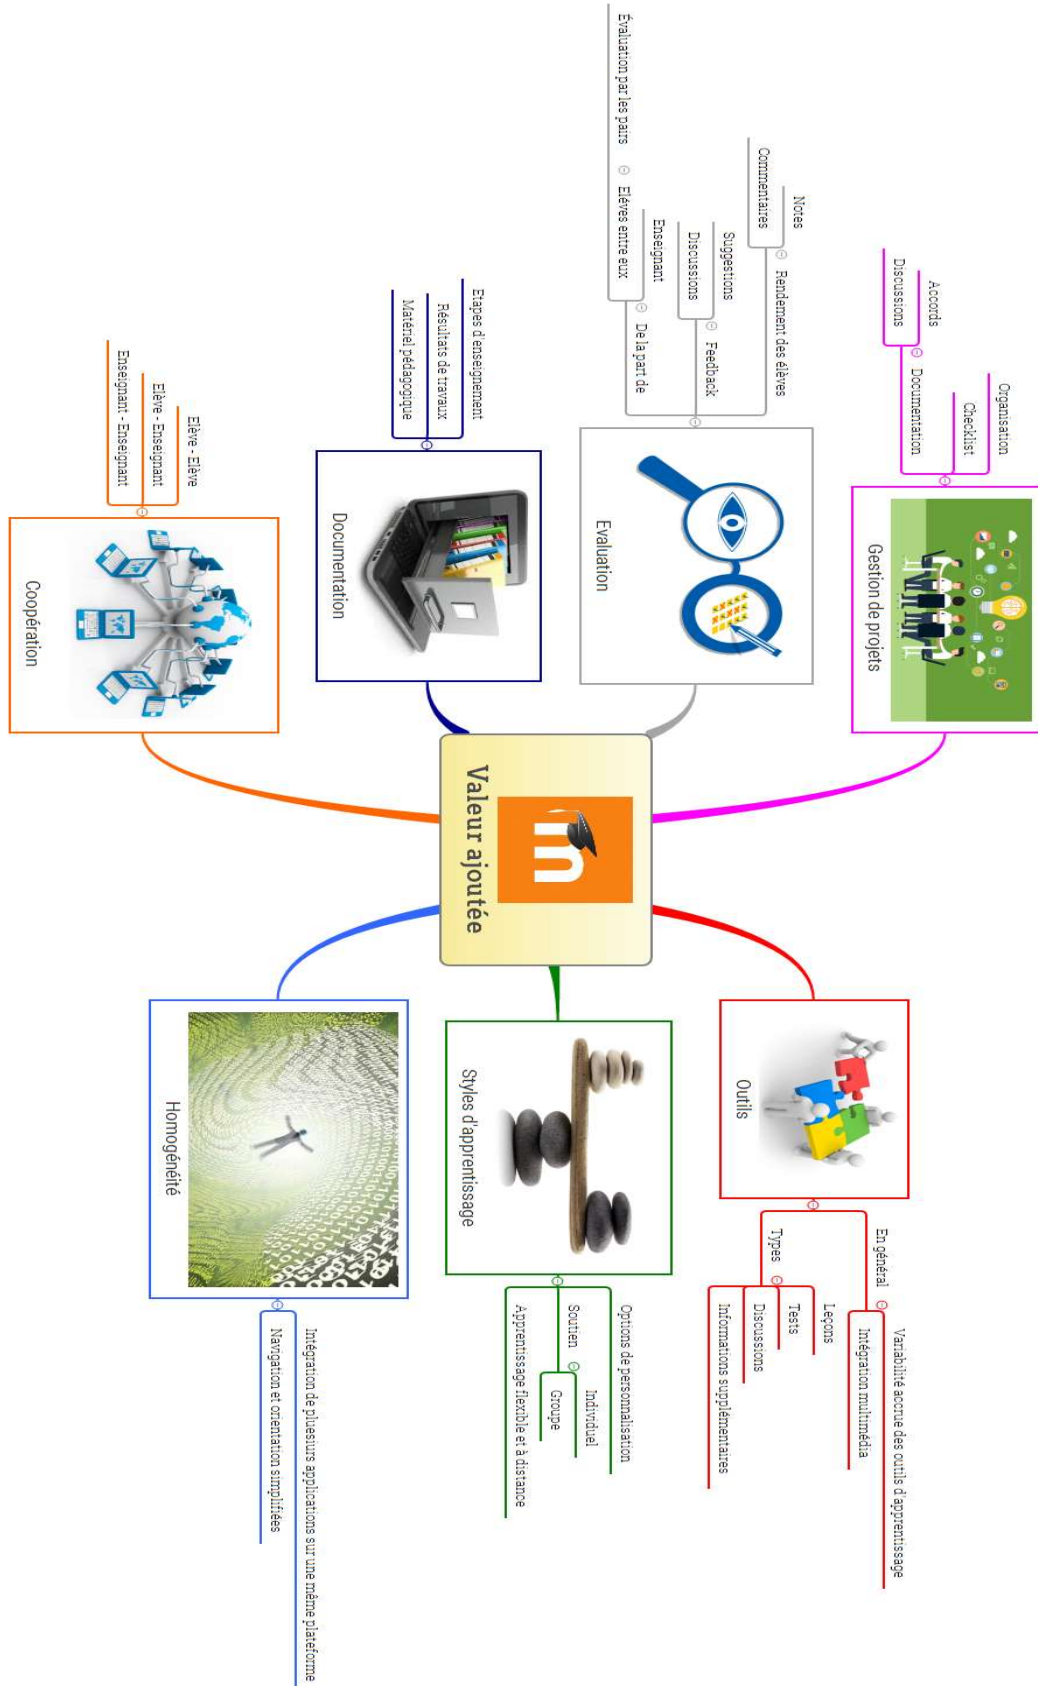 Valeur ajoutée
Gestion de projets
Organisation
Checklist
Documentation
Accords
Discussions
Evaluation
Rendement des élèves
Notes
Commentaires
Feedback
Suggestions
Discussions
De la part de
Enseignant
Eléves entre eux
Évaluation par les pairs
Documentation
Etapes d'enseignement
Résultats de travaux
Matériel pédagogique
Coopération
Elève - Elève
Elève - Enseignant
Enseignant - Enseignant
Outils
En général
Variabilité accrue des outils d'apprentissage
Intégration multimédia
Types
Leçons
Tests
Discussions
Informations supplémentaires
Styles d'apprentissage
Options de personnalisation
Soutien
Individuel
Groupe
Apprentissage flexible et à distance
Homogénéité
Intégration de pluesiurs applications sur une même plateforme
Navigation et orientation simplifiées